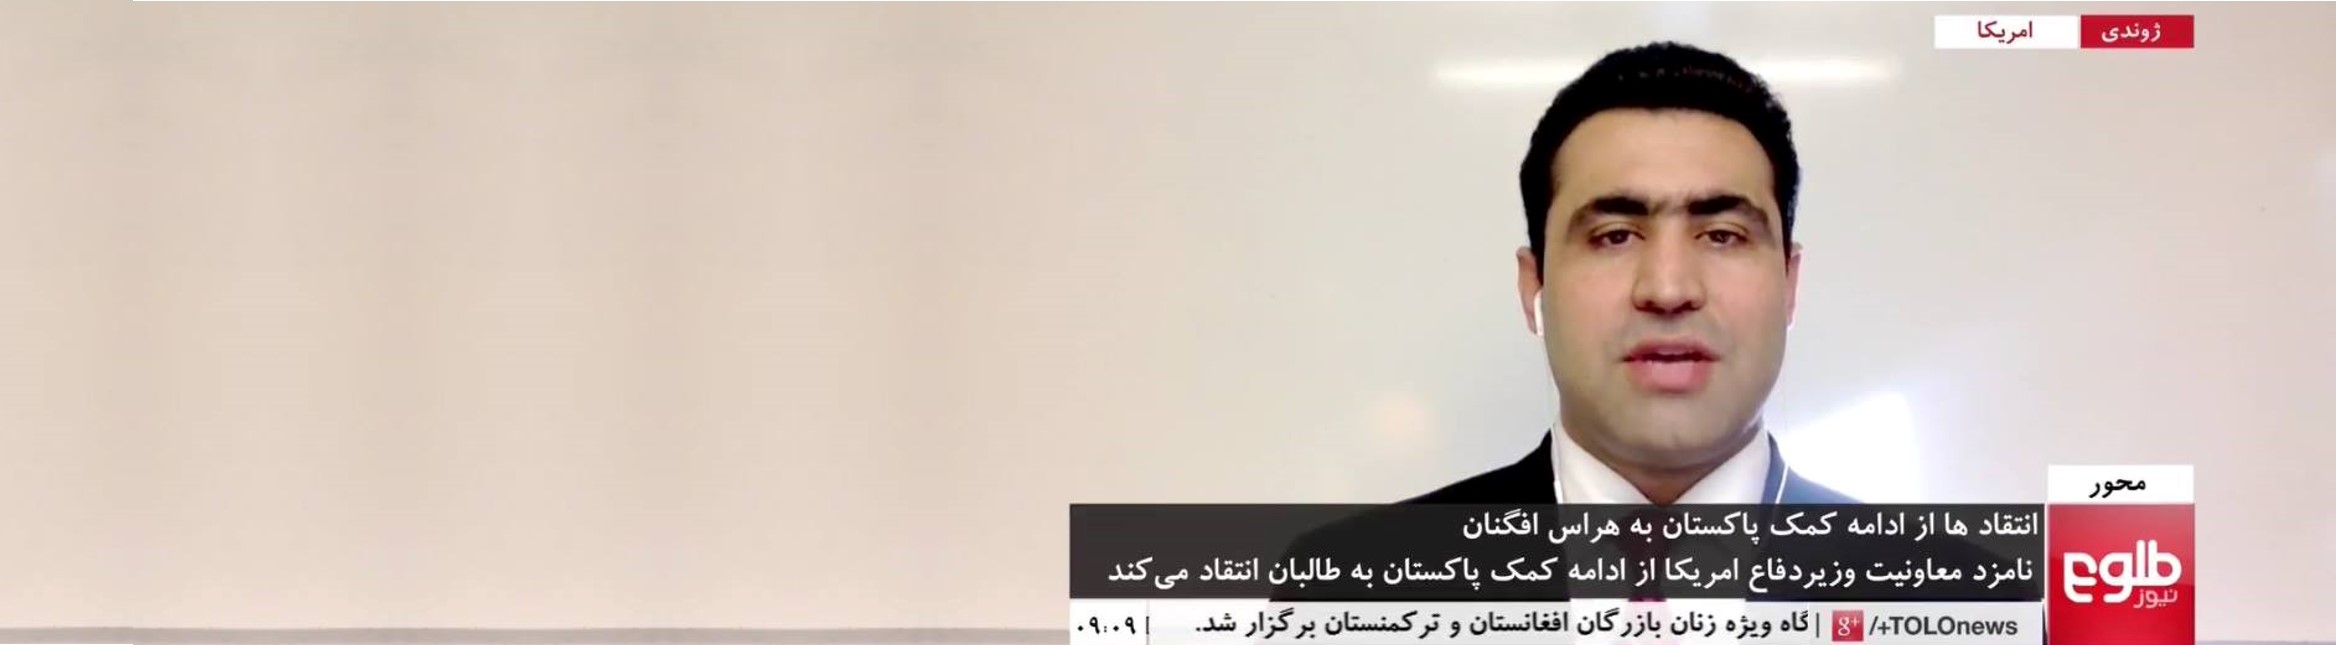 ژوندی
امریکا
محور
انتقاد ها از ادامه کمک پاکستان به هراس افگنان
نامزد معاونیت وزیردفاع امریکا از ادامه کمک پاکستان به طالبان انتقاد می‌کند
طلوع
نیوز
/+TOLOnews
گاه ویژه زنان بازرگان افغانستان و ترکمنستان برگزار شد.
۰۹:۰۹